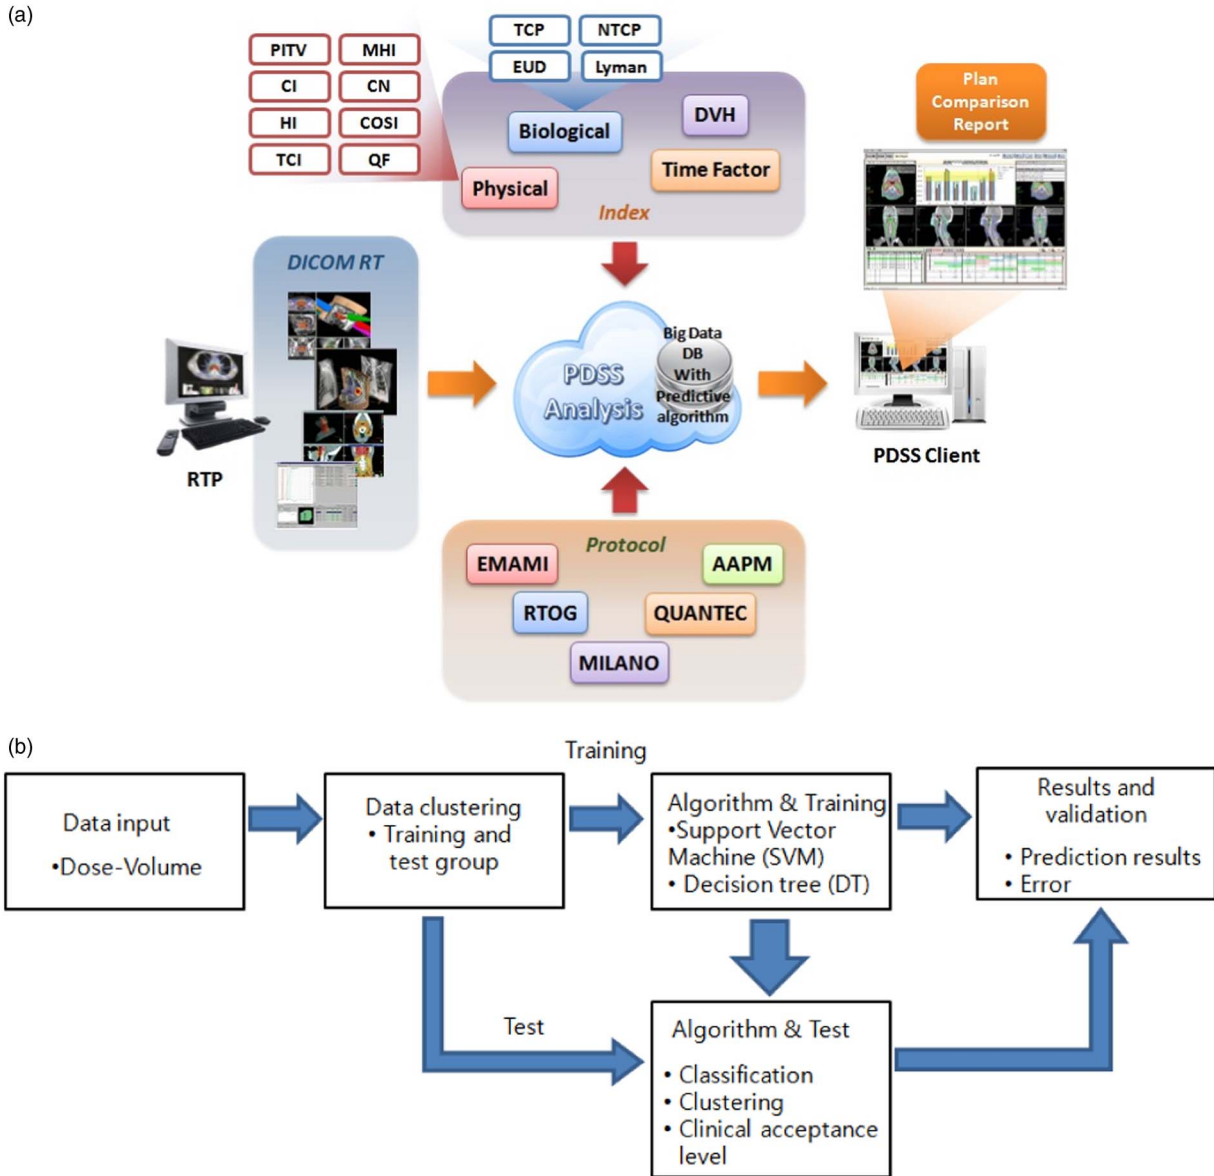 (a)
PITV
MHI
CI
CN
HI
COSI
TCI
QF
TCP
NTCP
EUD
Lyman
Biological
DVH
Physical
Time Factor
Index
Plan
Comparison
Report
DICOM RT
RTP
PDSS
Analysis
Big Data
DB
With
Predictive
algorithm
PDSS Client
Protocol
EMAMI
AAPM
RTOG
QUANTEC
MILANO
(b)
Training
Data input
•Dose-Volume
Data clustering
• Training and
test group
Algorithm & Training
•Support Vector
Machine (SVM)
• Decision tree (DT)
Results and
validation
• Prediction results
• Error
Test
Algorithm & Test
• Classification
• Clustering
• Clinical acceptance
level